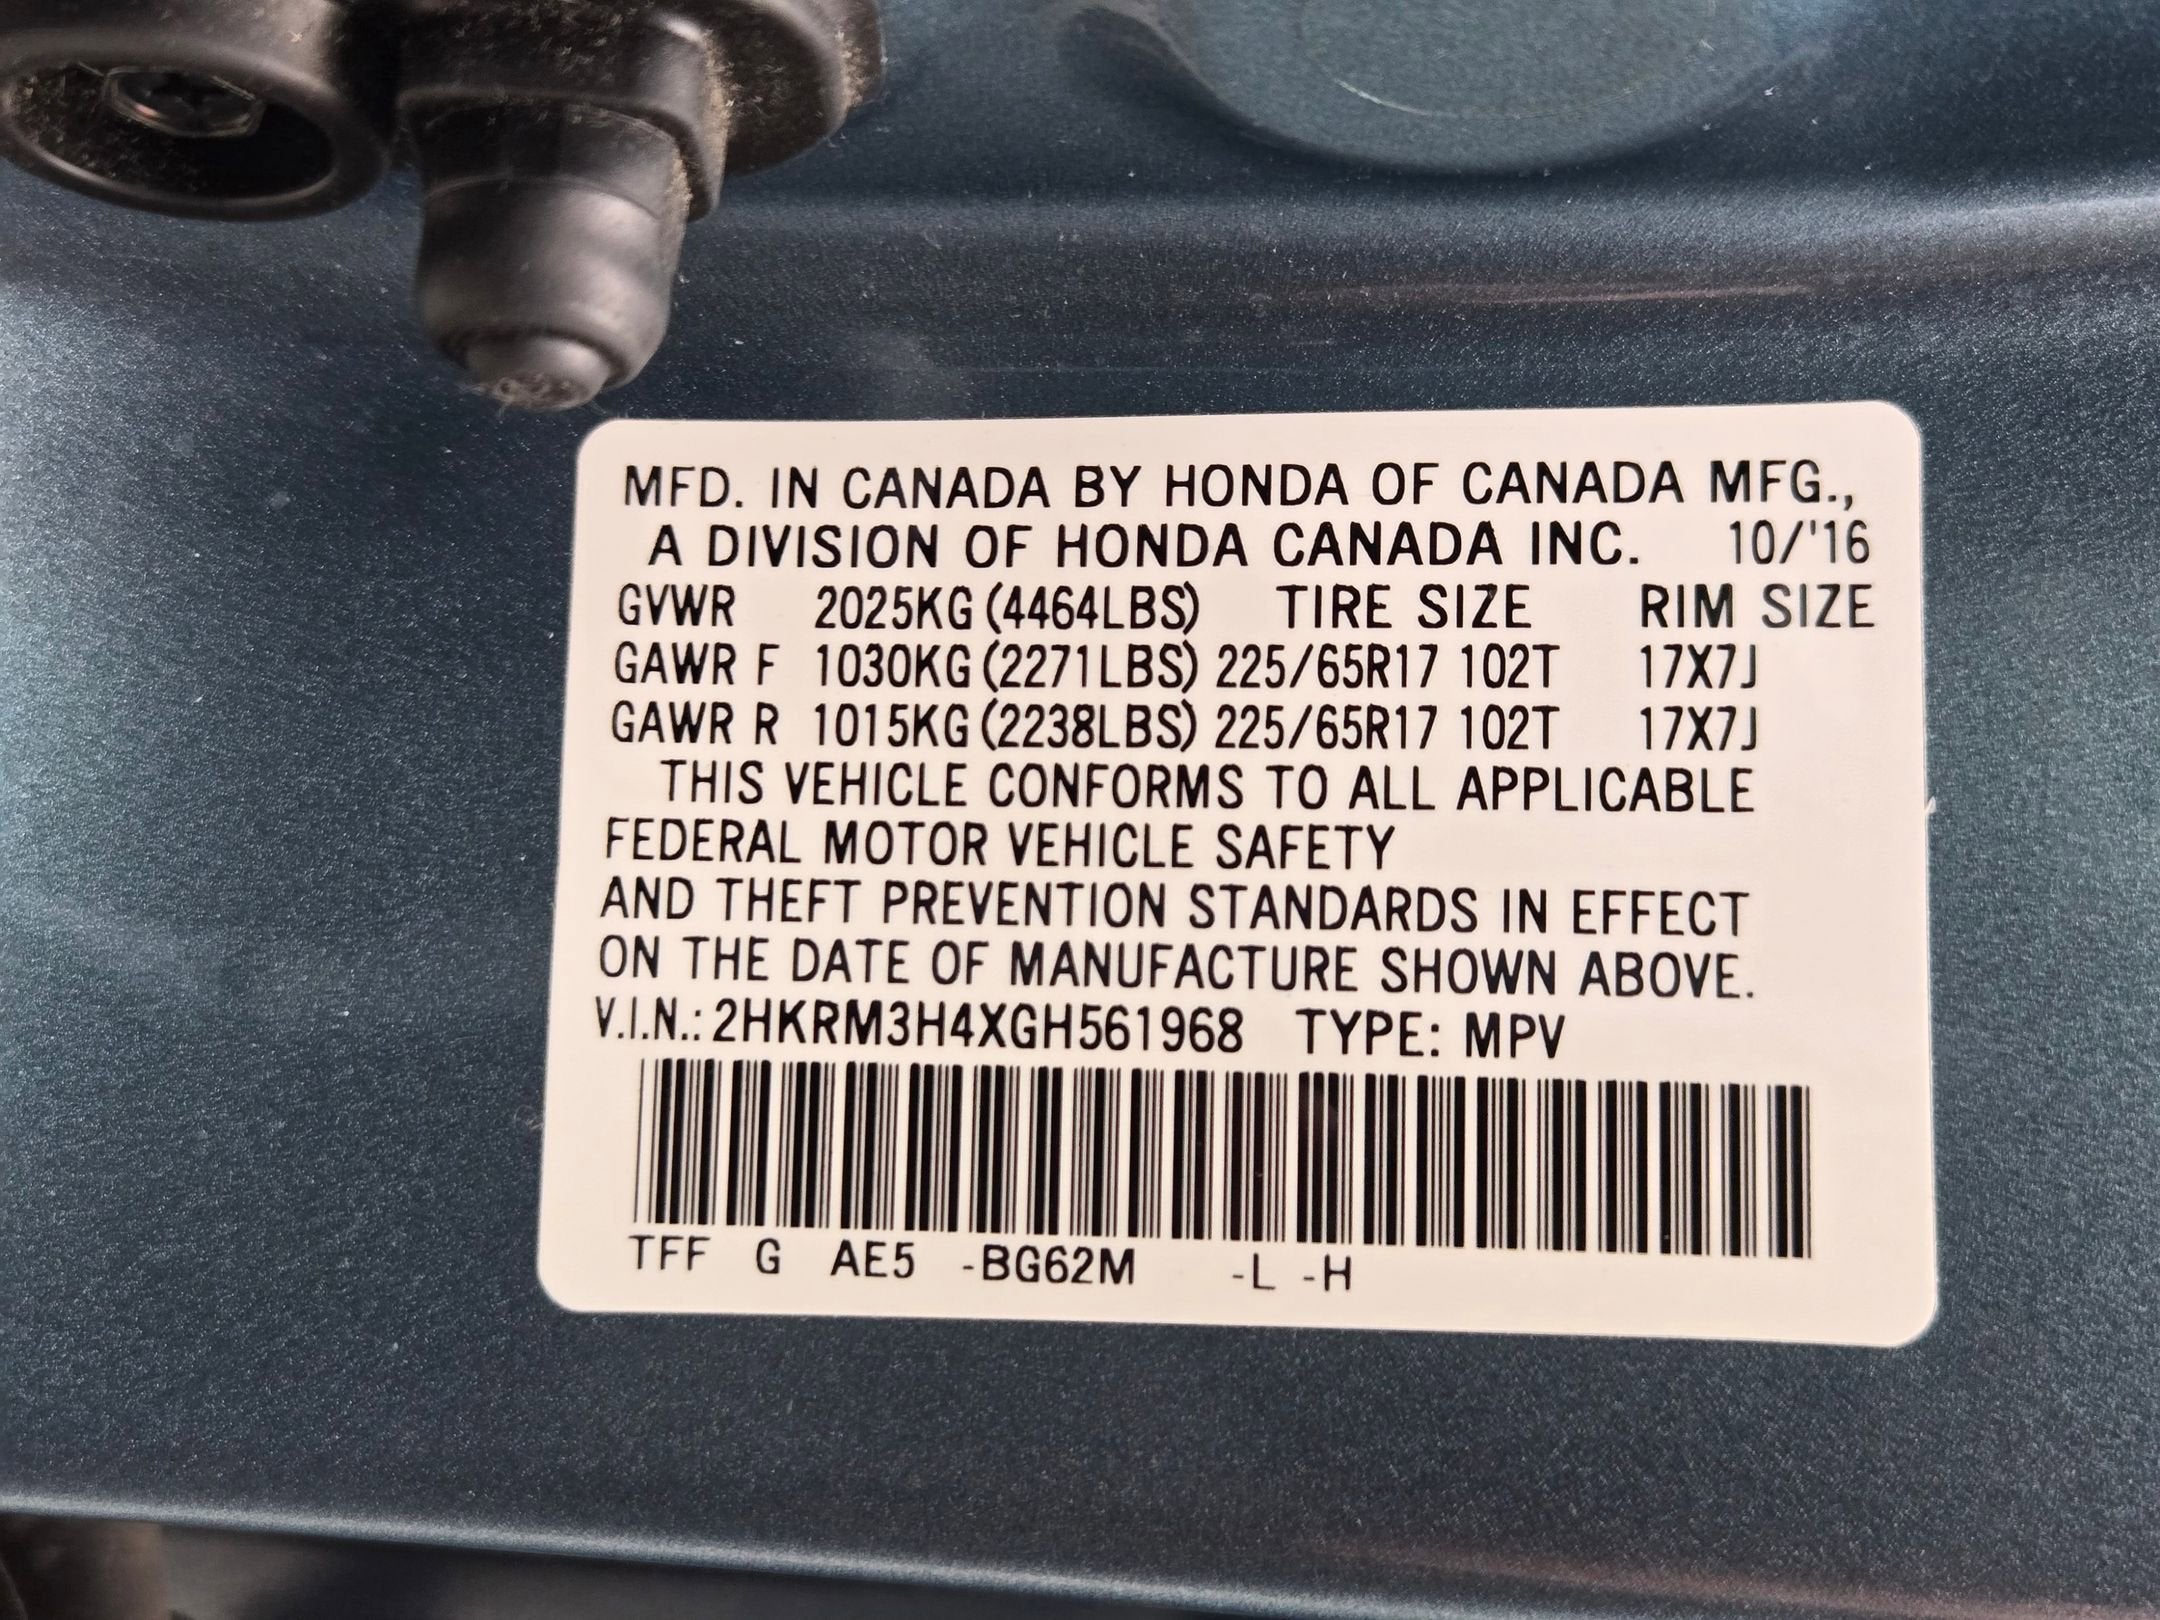 MFD. IN CANADA BY HONDA OF CANADA MFG.,
A DIVISION OF HONDA CANADA INC. 10/'16
GVWR 2025KG (4464LBS) TIRE SIZE RIM SIZE
GAWR F 1030KG (2271LBS) 225/65R17 102T 17X7J
GAWR R 1015KG (2238LBS) 225/65R17 102T 17X7J
THIS VEHICLE CONFORMS TO ALL APPLICABLE
FEDERAL MOTOR VEHICLE SAFETY
AND THEFT PREVENTION STANDARDS IN EFFECT
ON THE DATE OF MANUFACTURE SHOWN ABOVE.
V.I.N.: 2HKRM3H4XGH561968 TYPE: MPV
TFF G AE5 -BG62M -L -H